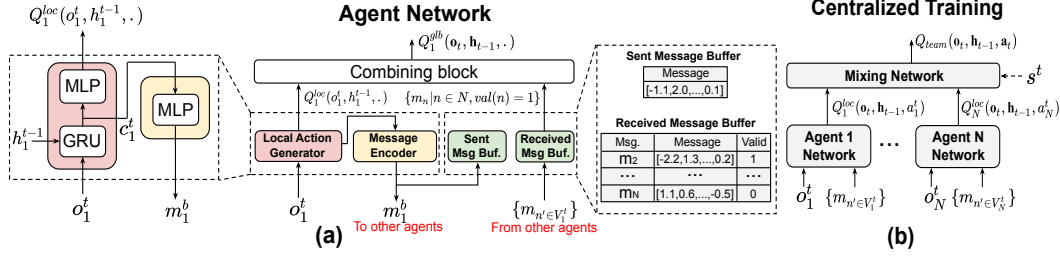 Q_1^{loc}(o_1^t, h_1^{t-1}, .)
MLP
GRU
h_1^{t-1}
c_1^t
MLP
o_1^t
m_1^b
Agent Network
Q_1^{glb}(o_t, h_{t-1}, .)
Combining block
Q_1^{loc}(o_1^t, h_1^{t-1}, .)
{m_n|n ∈ N, val(n) = 1}
Local Action
Generator
Message
Encoder
Sent
Msg Buf.
Received
Msg Buf.
o_1^t
m_1^b
{m_{n'∈V_1^t}}
To other agents
From other agents
(a)
Sent Message Buffer
Message
[-1.1,2.0,...,0.1]
Received Message Buffer
Msg. Message Valid
m_2 [-2.2,1.3,...,0.2] 1
... ... ...
m_N [1.1,0.6,...,-0.5] 0
Centralized Training
Q_{team}(o_t, h_{t-1}, a_t)
Mixing Network
s^t
Q_1^{loc}(o_t, h_{t-1}, a_1^t)
Q_N^{loc}(o_t, h_{t-1}, a_N^t)
Agent 1
Network
...
Agent N
Network
o_1^t
{m_{n'∈V_1^t}}
o_N^t
{m_{n'∈V_N^t}}
(b)